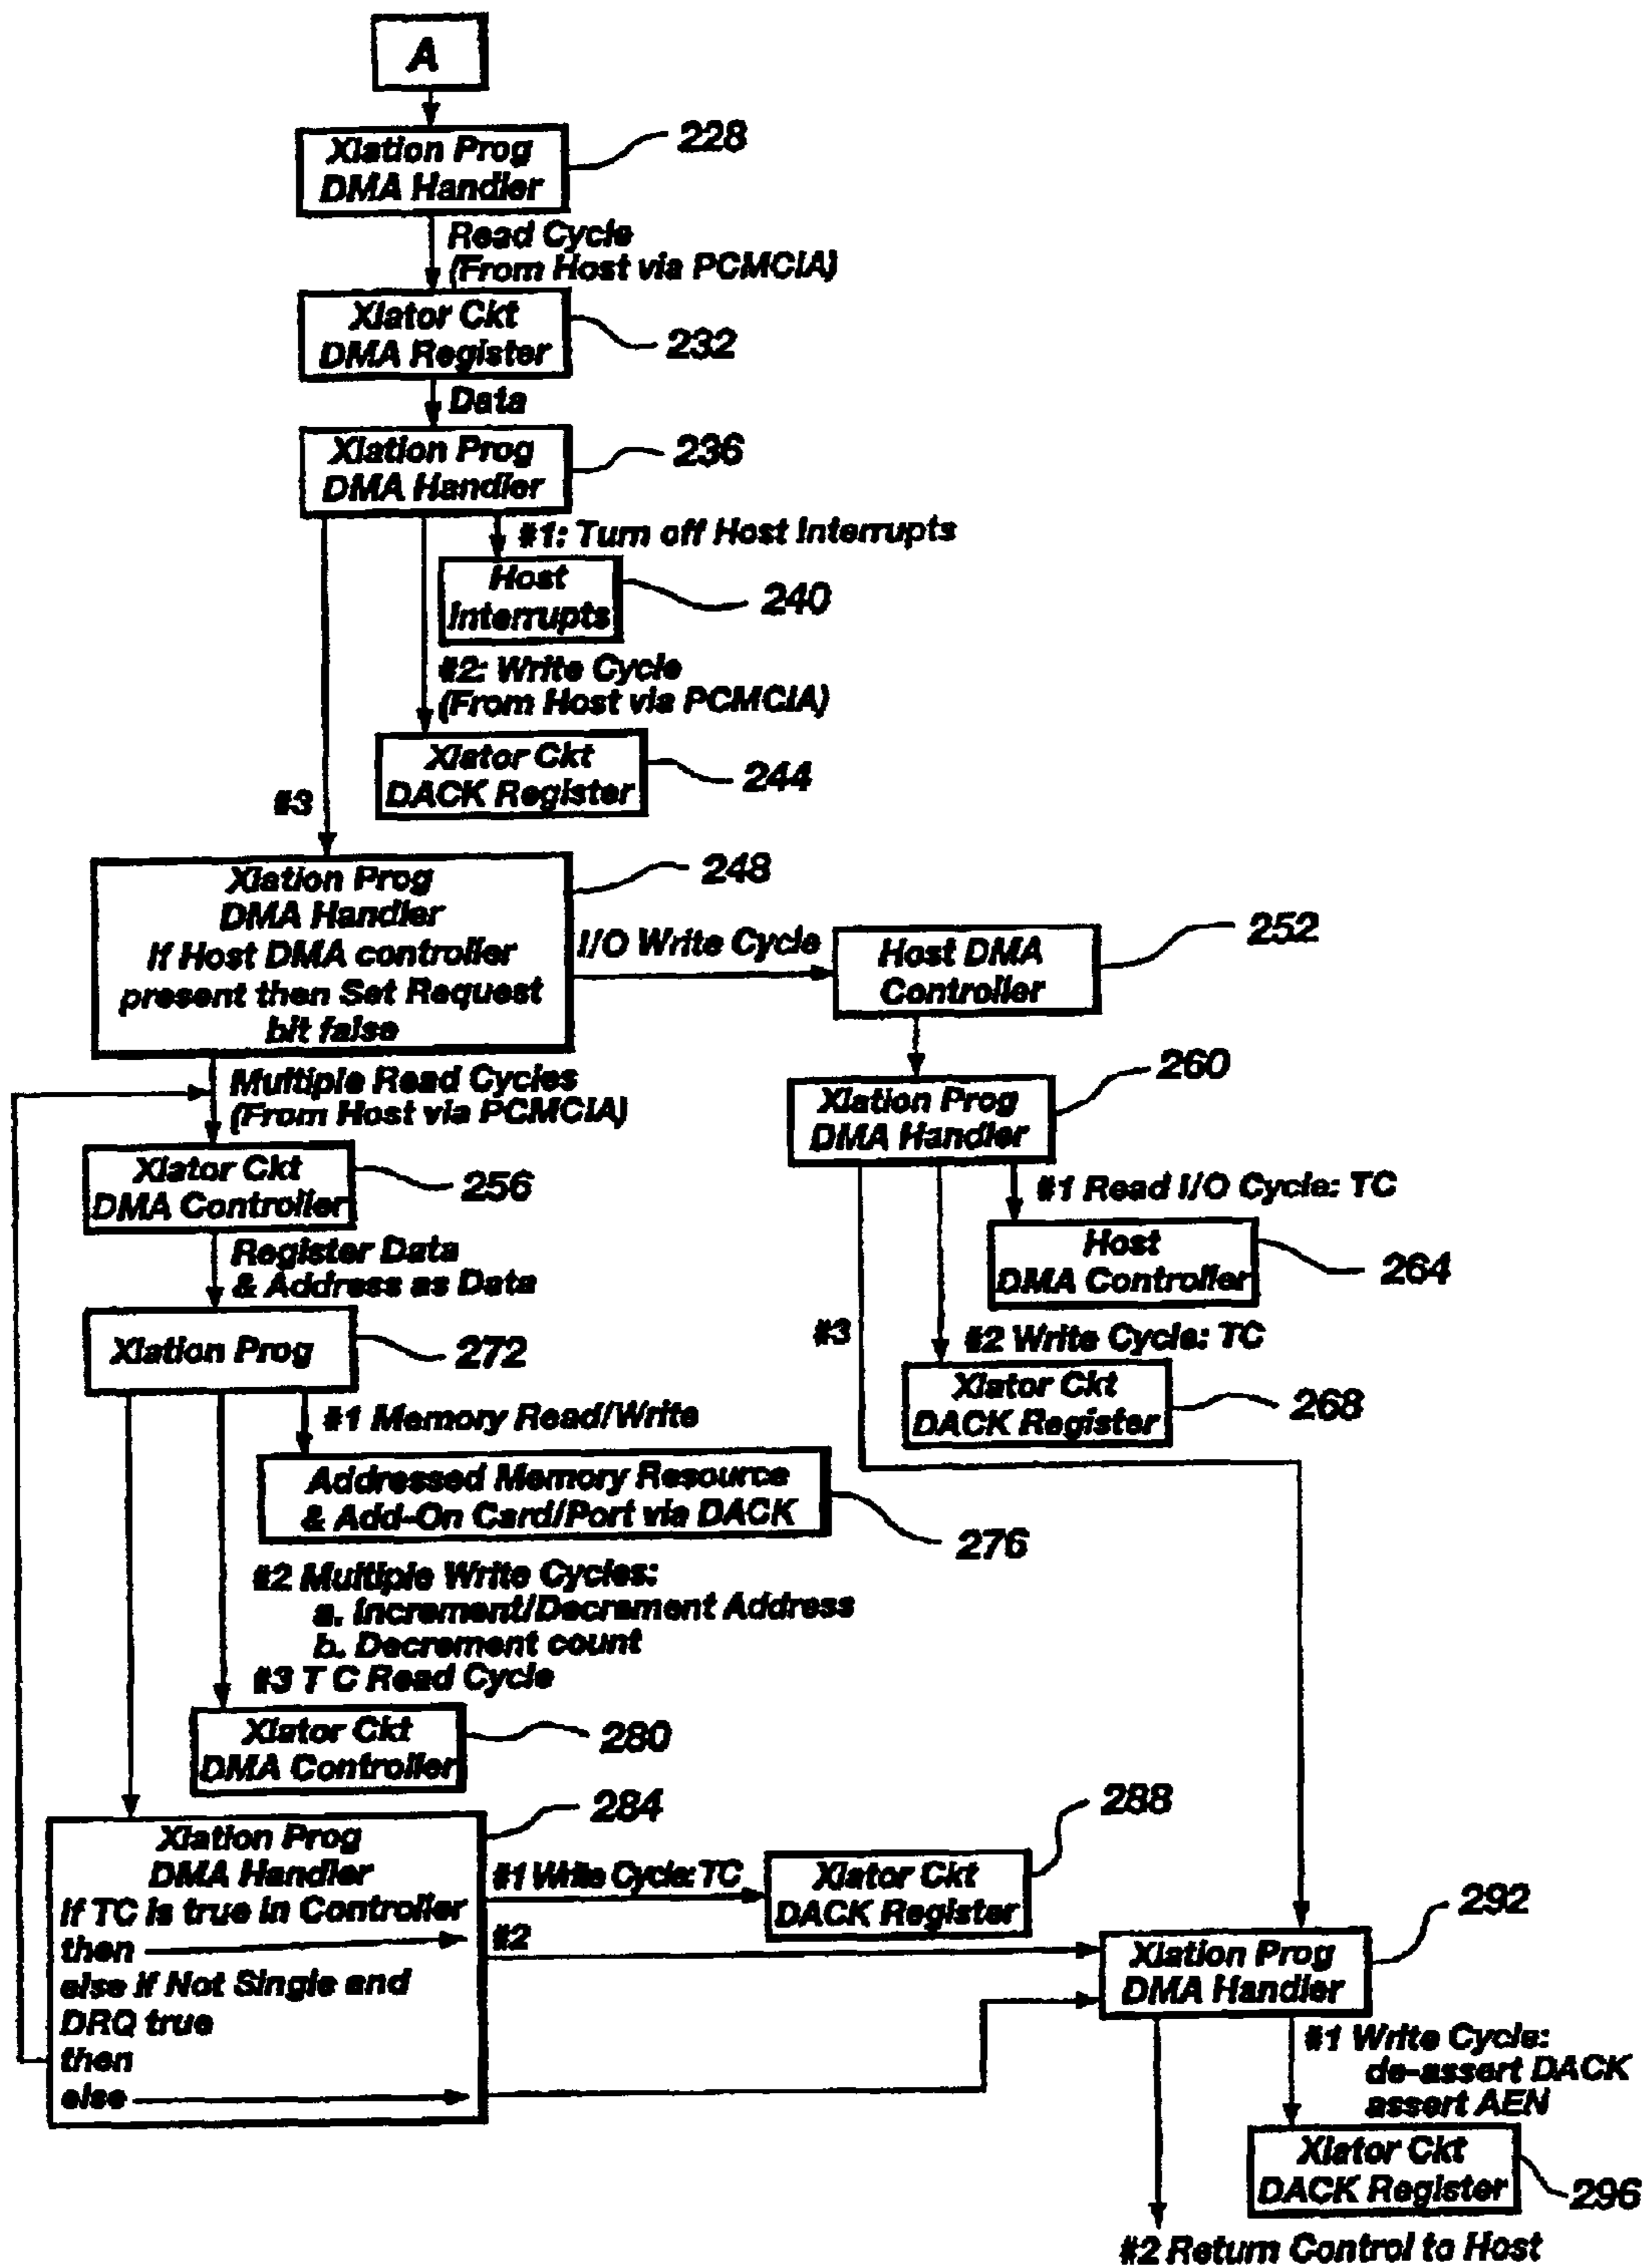 A
Xlation Prog
DMA Handler
228
Read Cycle
(From Host via PCMCIA)
Xlator Ckt
DMA Register
232
Data
Xlation Prog
DMA Handler
236
#1: Turn off Host Interrupts
Host
Interrupts
240
#2: Write Cycle
(From Host via PCMCIA)
Xlator Ckt
DACK Register
244
#3
Xlation Prog
DMA Handler
If Host DMA controller
present then Set Request
bit false
248
I/O Write Cycle
Host DMA
Controller
252
Multiple Read Cycles
(From Host via PCMCIA)
Xlation Prog
DMA Handler
260
Xlator Ckt
DMA Controller
256
#1 Read I/O Cycle: TC
Host
DMA Controller
264
Register Data
& Address as Data
#3
#2 Write Cycle: TC
Xlation Prog
272
Xlator Ckt
DACK Register
268
#1 Memory Read/Write
Addressed Memory Resource
& Add-On Card/Port via DACK
276
#2 Multiple Write Cycles:
a. Increment/Decrament Address
b. Decrement count
#3 T C Read Cycle
Xlator Ckt
DMA Controller
280
Xlation Prog
DMA Handler
If TC is true in Controller
then
else if Not Single and
DRQ true
then
else
284
#1 Write Cycle: TC
Xlator Ckt
DACK Register
288
#2
Xlation Prog
DMA Handler
292
#1 Write Cycle:
de-assert DACK
assert AEN
Xlator Ckt
DACK Register
296
#2 Return Control to Host